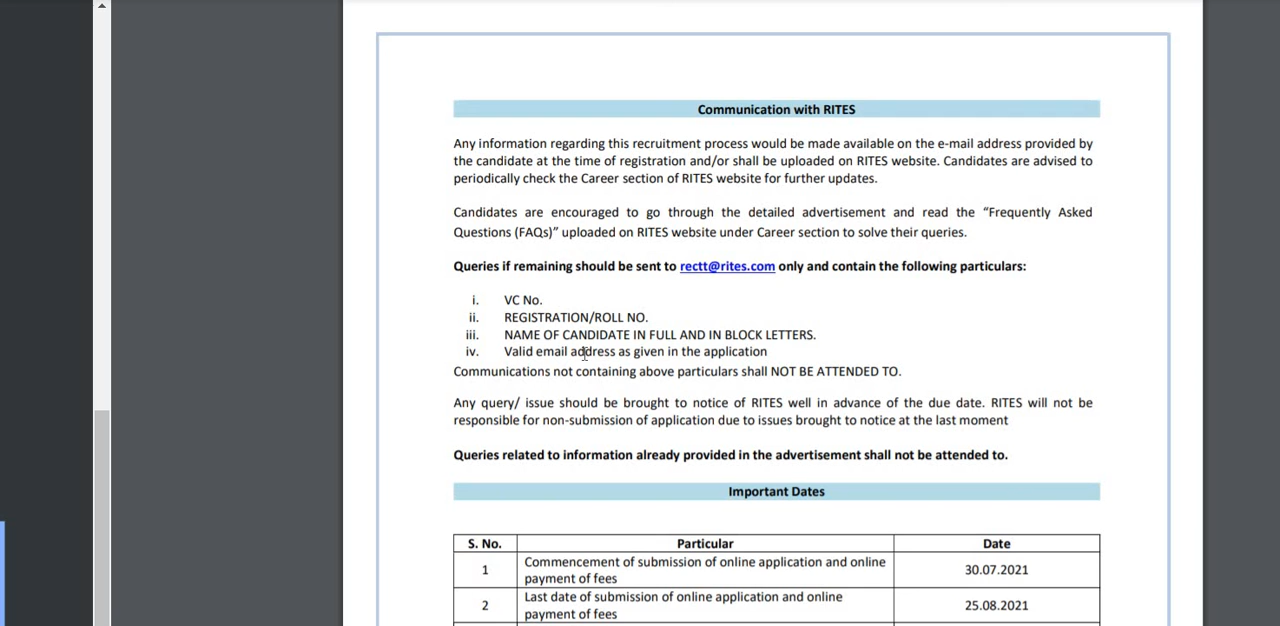 Communication with RITES
Any information regarding this recruitment process would be made available on the e-mail address provided by
the candidate at the time of registration and/or shall be uploaded on RITES website. Candidates are advised to
periodically check the Career section of RITES website for further updates.
Candidates are encouraged to go through the detailed advertisement and read the “Frequently Asked
Questions (FAQs)” uploaded on RITES website under Career section to solve their queries.
Queries if remaining should be sent to rectt@rites.com only and contain the following particulars:
i. VC No.
ii. REGISTRATION/ROLL NO.
iii. NAME OF CANDIDATE IN FULL AND IN BLOCK LETTERS.
iv. Valid email address as given in the application
Communications not containing above particulars shall NOT BE ATTENDED TO.
Any query/ issue should be brought to notice of RITES well in advance of the due date. RITES will not be
responsible for non-submission of application due to issues brought to notice at the last moment
Queries related to information already provided in the advertisement shall not be attended to.
Important Dates
S. No. Particular Date
1 Commencement of submission of online application and online payment of fees 30.07.2021
2 Last date of submission of online application and online payment of fees 25.08.2021